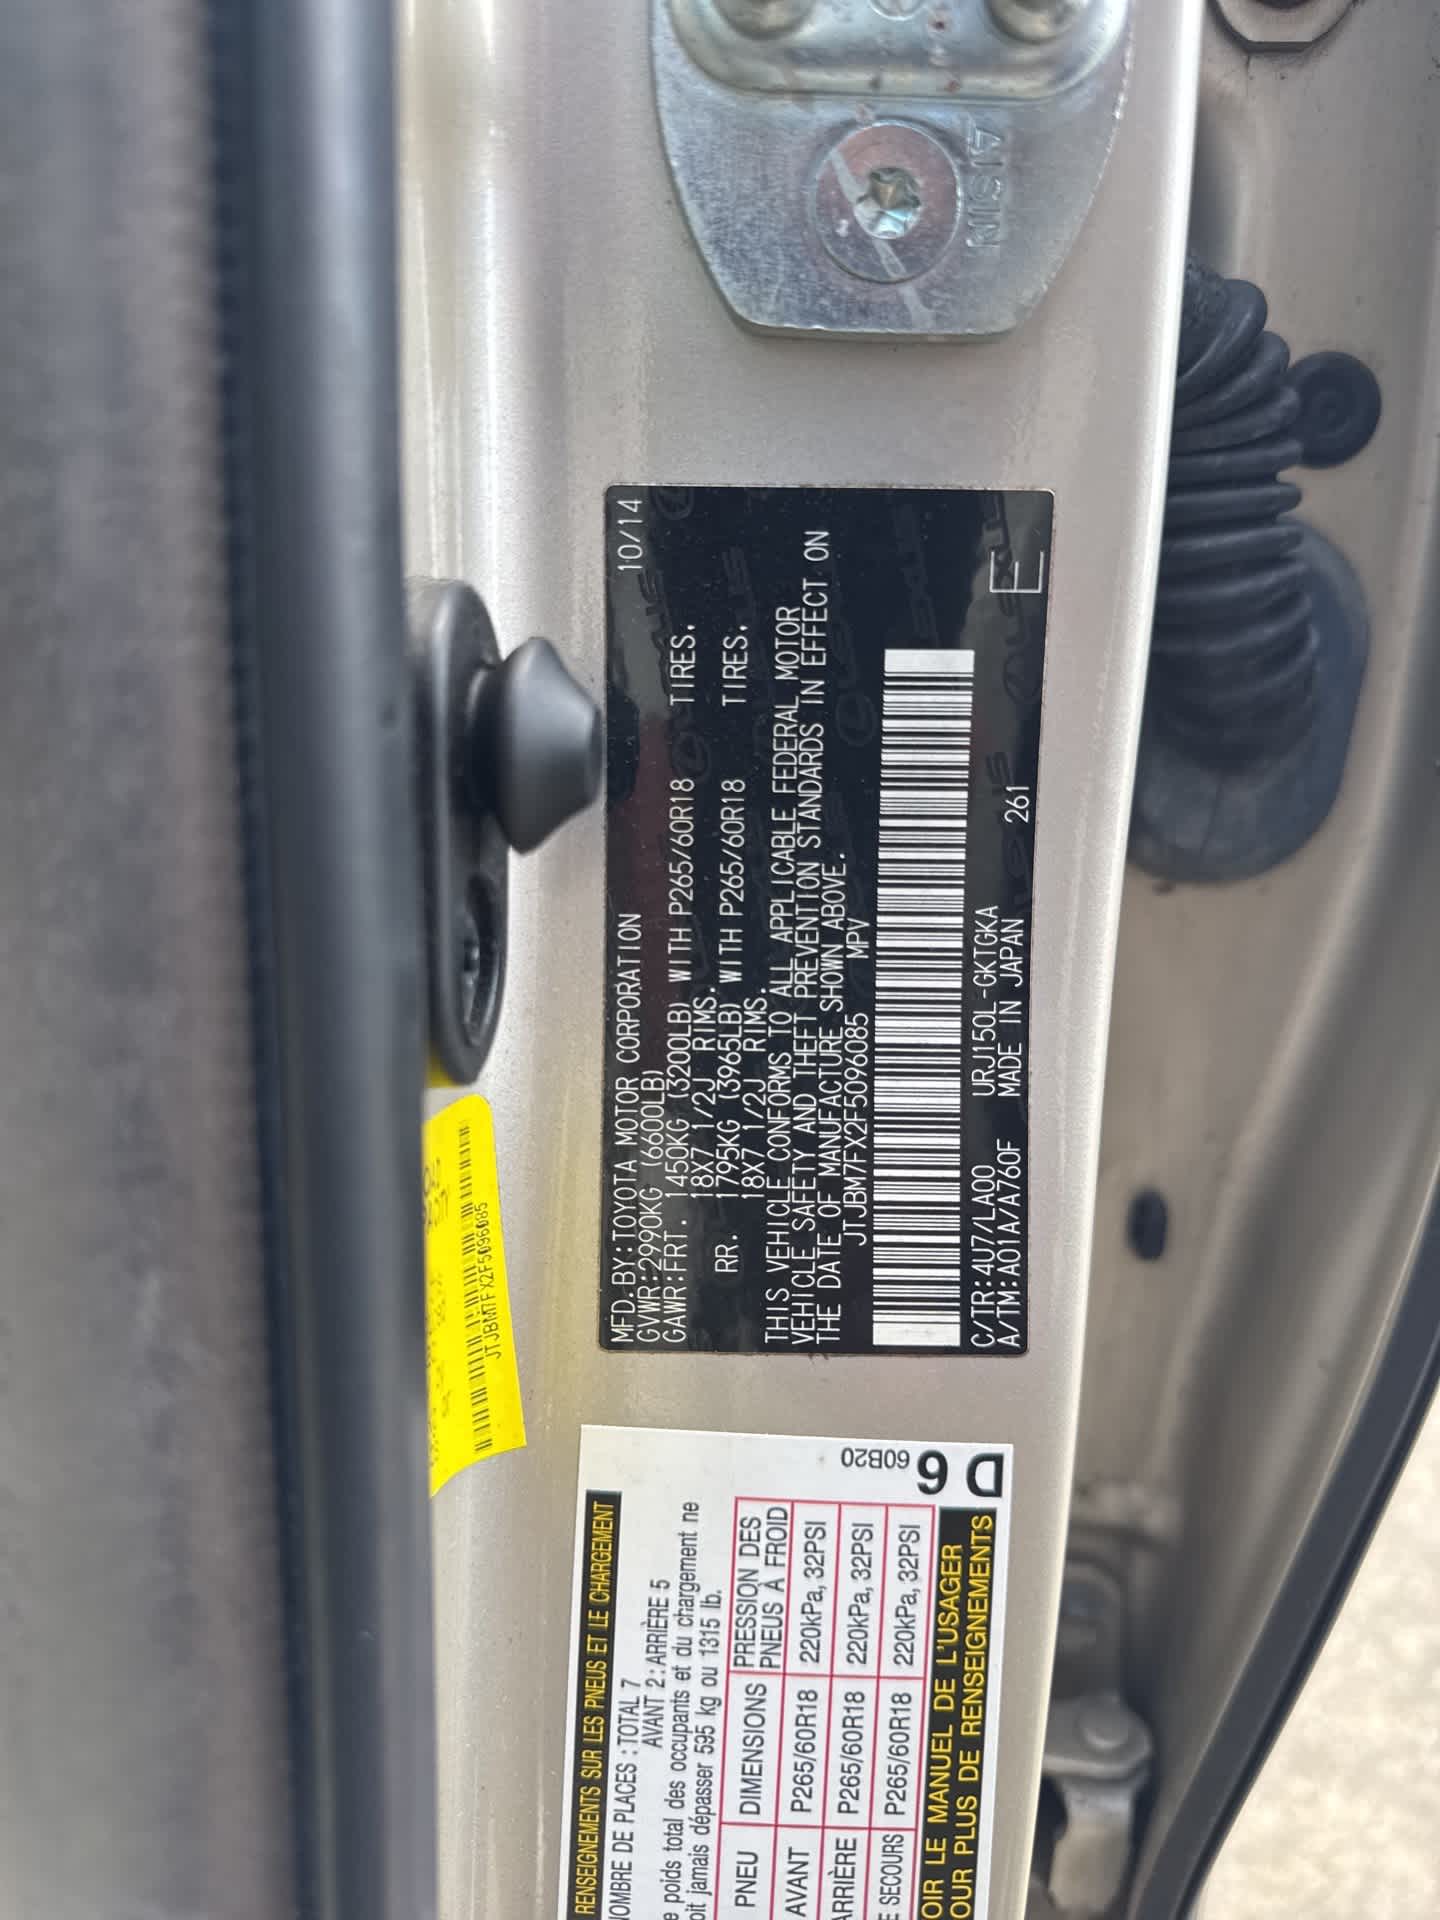 AISIN
MFD.BY:TOYOTA MOTOR CORPORATION 10/14
GVWR:2990KG (6600LB)
GAWR:FRT. 1450KG (3200LB) WITH P265/60R18 TIRES.
18X7 1/2J RIMS.
RR. 1795KG (3965LB) WITH P265/60R18 TIRES.
18X7 1/2J RIMS.
THIS VEHICLE CONFORMS TO ALL APPLICABLE FEDERAL MOTOR
VEHICLE SAFETY AND THEFT PREVENTION STANDARDS IN EFFECT ON
THE DATE OF MANUFACTURE SHOWN ABOVE.
JTJBM7FX2F5096085 MPV
C/TR:4U7/LA00 URJ150L-GKTGKA
A/TM:A01A/A760F MADE IN JAPAN 261
JTJBM7FX2F5096085
D6
60B20
RENSEIGNEMENTS SUR LES PNEUS ET LE CHARGEMENT
NOMBRE DE PLACES :TOTAL 7
AVANT 2:ARRIÈRE 5
e poids total des occupants et du chargement ne
oit jamais dépasser 595 kg ou 1315 lb.
PNEU DIMENSIONS PRESSION DES PNEUS À FROID
AVANT P265/60R18 220kPa, 32PSI
ARRIÈRE P265/60R18 220kPa, 32PSI
E SECOURS P265/60R18 220kPa, 32PSI
OIR LE MANUEL DE L'USAGER
OUR PLUS DE RENSEIGNEMENTS